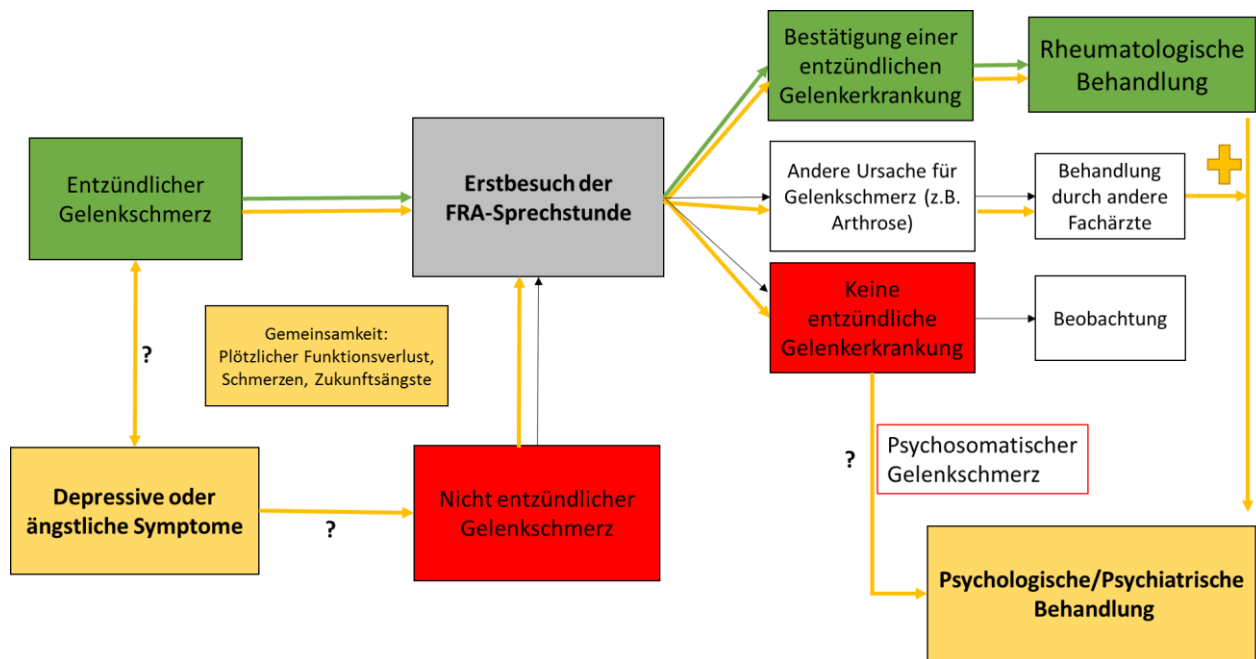 Bestätigung einer
entzündlichen
Gelenkerkrankung
Rheumatologische
Behandlung
Entzündlicher
Gelenkschmerz
Erstbesuch der
FRA-Sprechstunde
Andere Ursache für
Gelenkschmerz (z.B.
Arthrose)
Behandlung
durch andere
Fachärzte
Keine
entzündliche
Gelenkerkrankung
Beobachtung
?
Gemeinsamkeit:
Plötzlicher Funktionsverlust,
Schmerzen, Zukunftsängste
Depressive oder
ängstliche Symptome
?
Nicht entzündlicher
Gelenkschmerz
?
Psychosomatischer
Gelenkschmerz
Psychologische/Psychiatrische
Behandlung